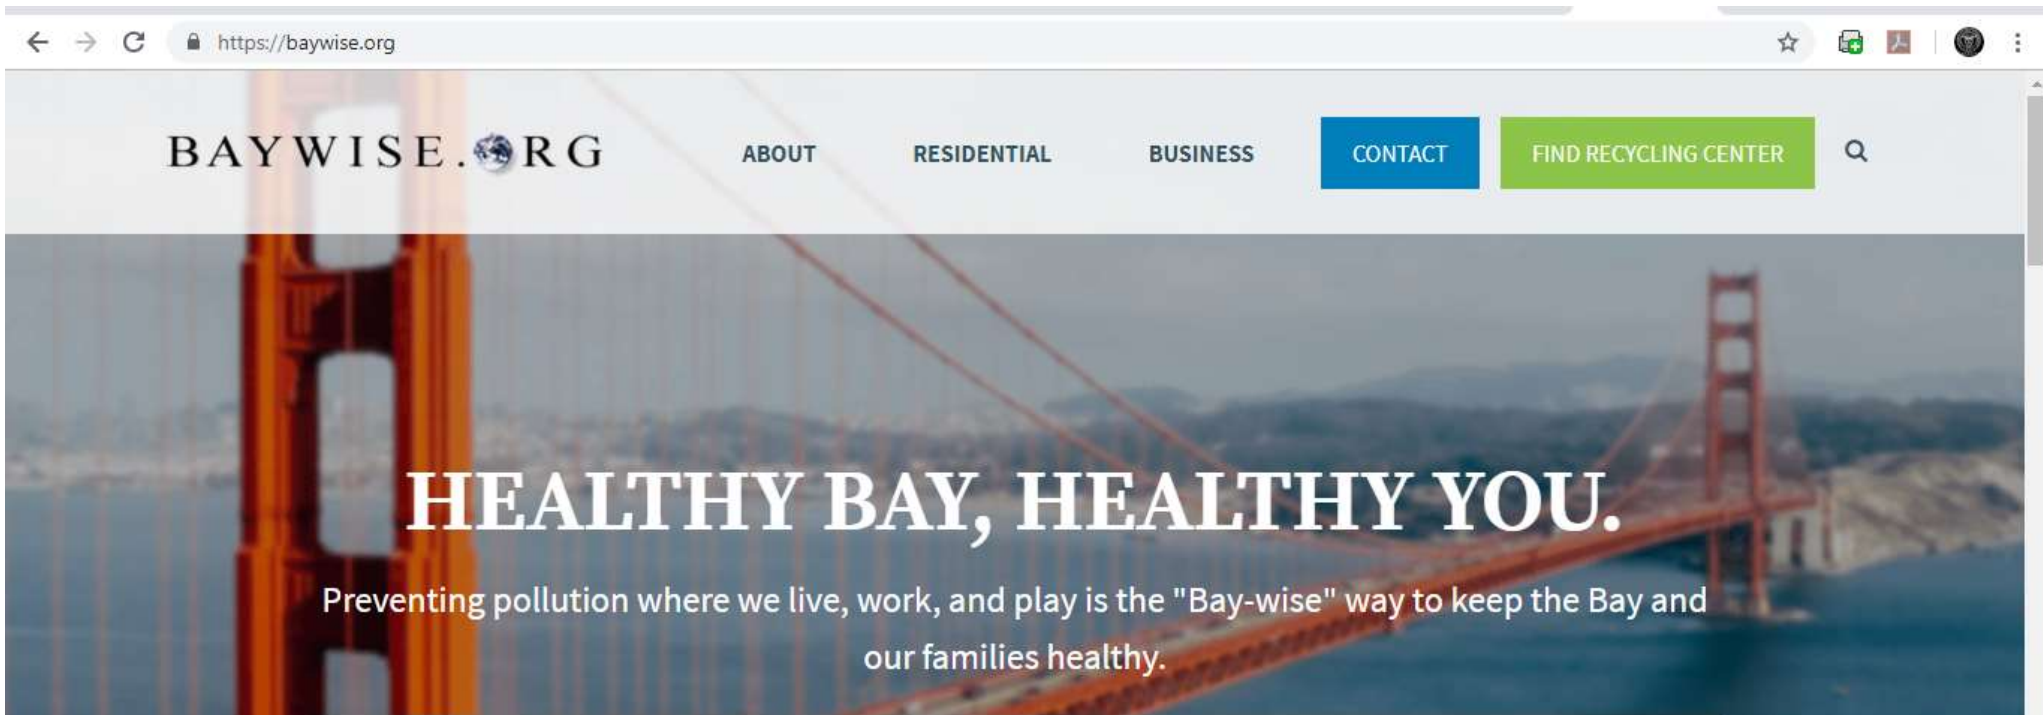 https://baywise.org
BAYWISE.ORG
ABOUT
RESIDENTIAL
BUSINESS
CONTACT
FIND RECYCLING CENTER
HEALTHY BAY, HEALTHY YOU.
Preventing pollution where we live, work, and play is the "Bay-wise" way to keep the Bay and
our families healthy.